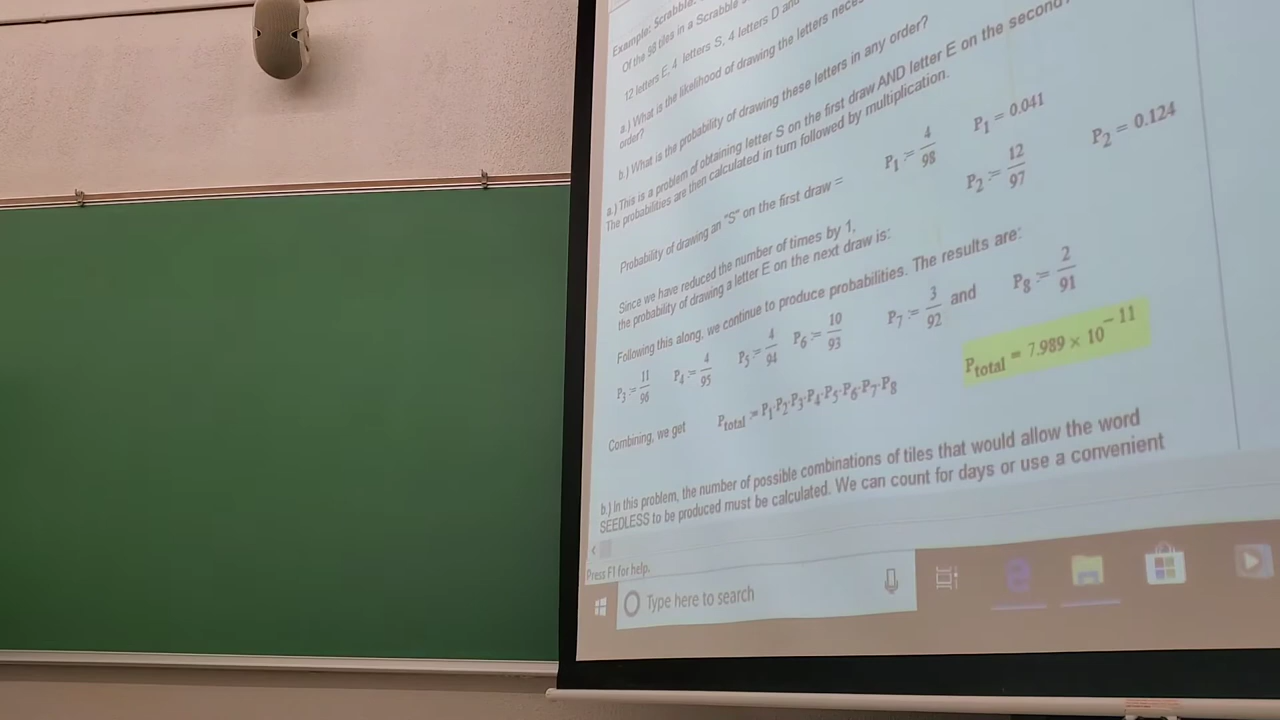 Example: Scrabble.
Of the 98 tiles in a Scrabble
12 letters E, 4 letters S, 4 letters D and
a.) What is the likelihood of drawing the letters
order?
b.) What is the probability of drawing these letters in any order?
a.) This is a problem of obtaining letter S on the first draw AND letter E on the second
The probabilities are then calculated in turn followed by multiplication.
Probability of drawing an "S" on the first draw = P1 := 4/98 P1 = 0.041
Since we have reduced the number of times by 1,
the probability of drawing a letter E on the next draw is: P2 := 12/97 P2 = 0.124
Following this along, we continue to produce probabilities. The results are:
P3 := 11/96 P4 := 4/95 P5 := 4/94 P6 := 10/93 P7 := 3/92 and P8 := 2/91
Combining, we get Ptotal := P1·P2·P3·P4·P5·P6·P7·P8 Ptotal = 7.989 × 10^-11
b.) In this problem, the number of possible combinations of tiles that would allow the word
SEEDLESS to be produced must be calculated. We can count for days or use a convenient
Press F1 for help.
Type here to search